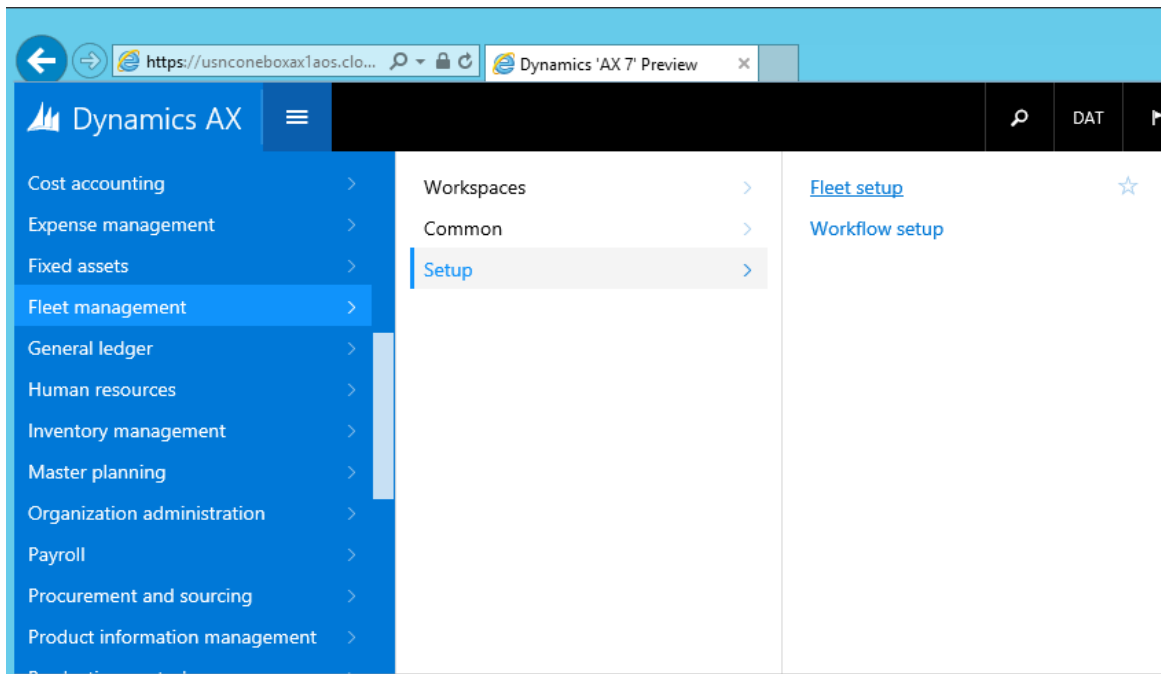 https://usnconeboxax1aos.clo...
Dynamics 'AX 7' Preview
Dynamics AX
DAT
Cost accounting
Expense management
Fixed assets
Fleet management
General ledger
Human resources
Inventory management
Master planning
Organization administration
Payroll
Procurement and sourcing
Product information management
Workspaces
Common
Setup
Fleet setup
Workflow setup